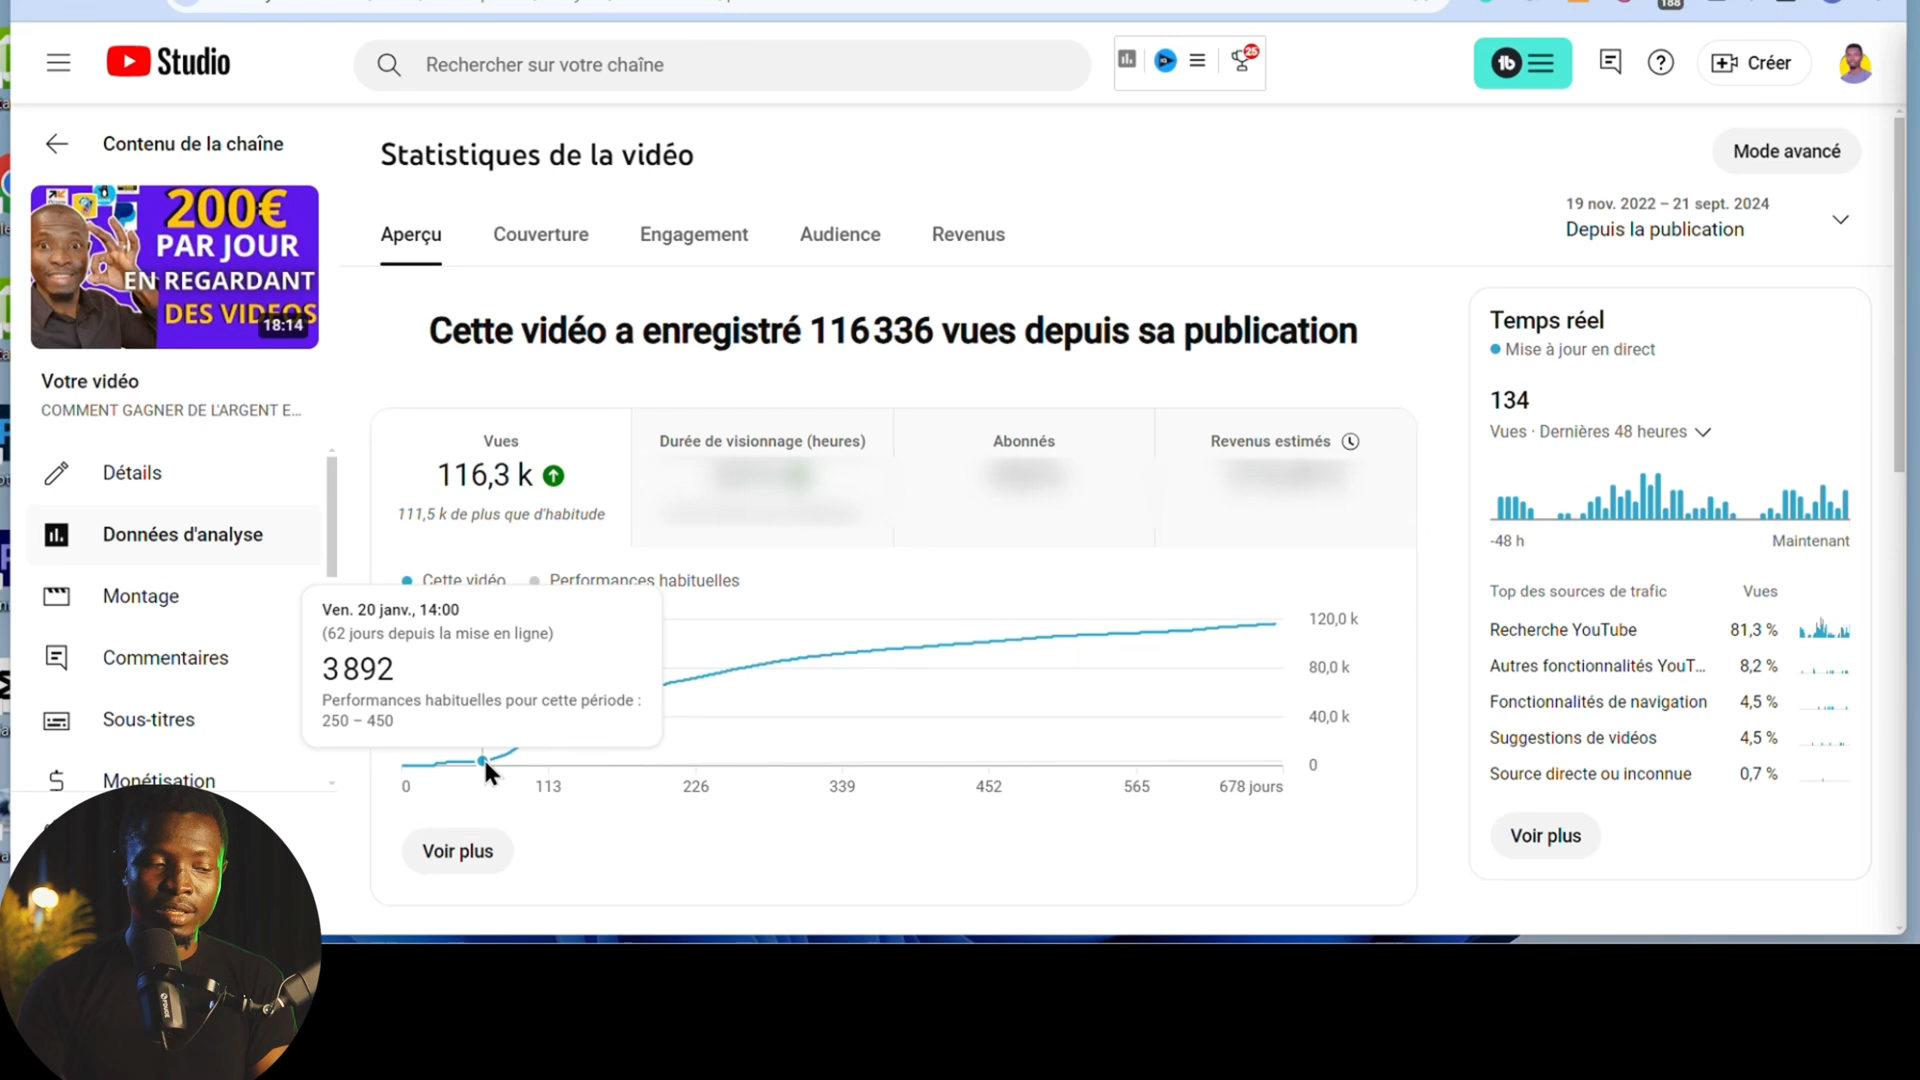 188
Studio
Rechercher sur votre chaîne
25
Créer
Contenu de la chaîne
200€
PAR JOUR
EN REGARDANT
DES VIDEOS
18:14
Votre vidéo
COMMENT GAGNER DE L'ARGENT E...
Détails
Données d'analyse
Montage
Commentaires
Sous-titres
Monétisation
Statistiques de la vidéo
Mode avancé
Aperçu
Couverture
Engagement
Audience
Revenus
19 nov. 2022 – 21 sept. 2024
Depuis la publication
Cette vidéo a enregistré 116 336 vues depuis sa publication
Vues
116,3 k
111,5 k de plus que d'habitude
Durée de visionnage (heures)
Abonnés
Revenus estimés
Cette vidéo
Performances habituelles
Ven. 20 janv., 14:00
(62 jours depuis la mise en ligne)
3 892
Performances habituelles pour cette période :
250 – 450
120,0 k
80,0 k
40,0 k
0
0
113
226
339
452
565
678 jours
Voir plus
Temps réel
Mise à jour en direct
134
Vues · Dernières 48 heures
-48 h
Maintenant
Top des sources de trafic
Vues
Recherche YouTube
81,3 %
Autres fonctionnalités YouT...
8,2 %
Fonctionnalités de navigation
4,5 %
Suggestions de vidéos
4,5 %
Source directe ou inconnue
0,7 %
Voir plus